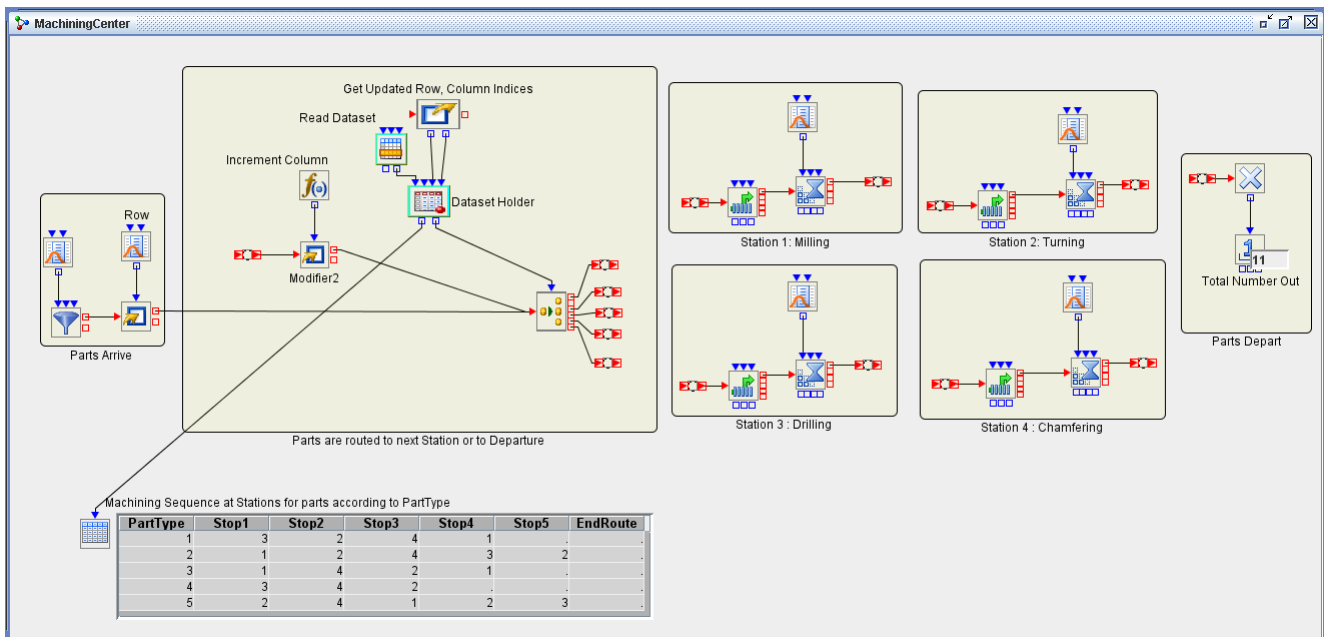 MachiningCenter
Get Updated Row, Column Indices
Read Dataset
Increment Column
f(o)
Dataset Holder
Row
Modifier2
Parts Arrive
Parts are routed to next Station or to Departure
Station 1: Milling
Station 2: Turning
Station 3 : Drilling
Station 4 : Chamfering
1
11
Total Number Out
Parts Depart
Machining Sequence at Stations for parts according to PartType
PartType Stop1 Stop2 Stop3 Stop4 Stop5 EndRoute
1 3 2 4 1 . .
2 1 2 4 3 2 .
3 1 4 2 1 . .
4 3 4 2 . . .
5 2 4 1 2 3 .